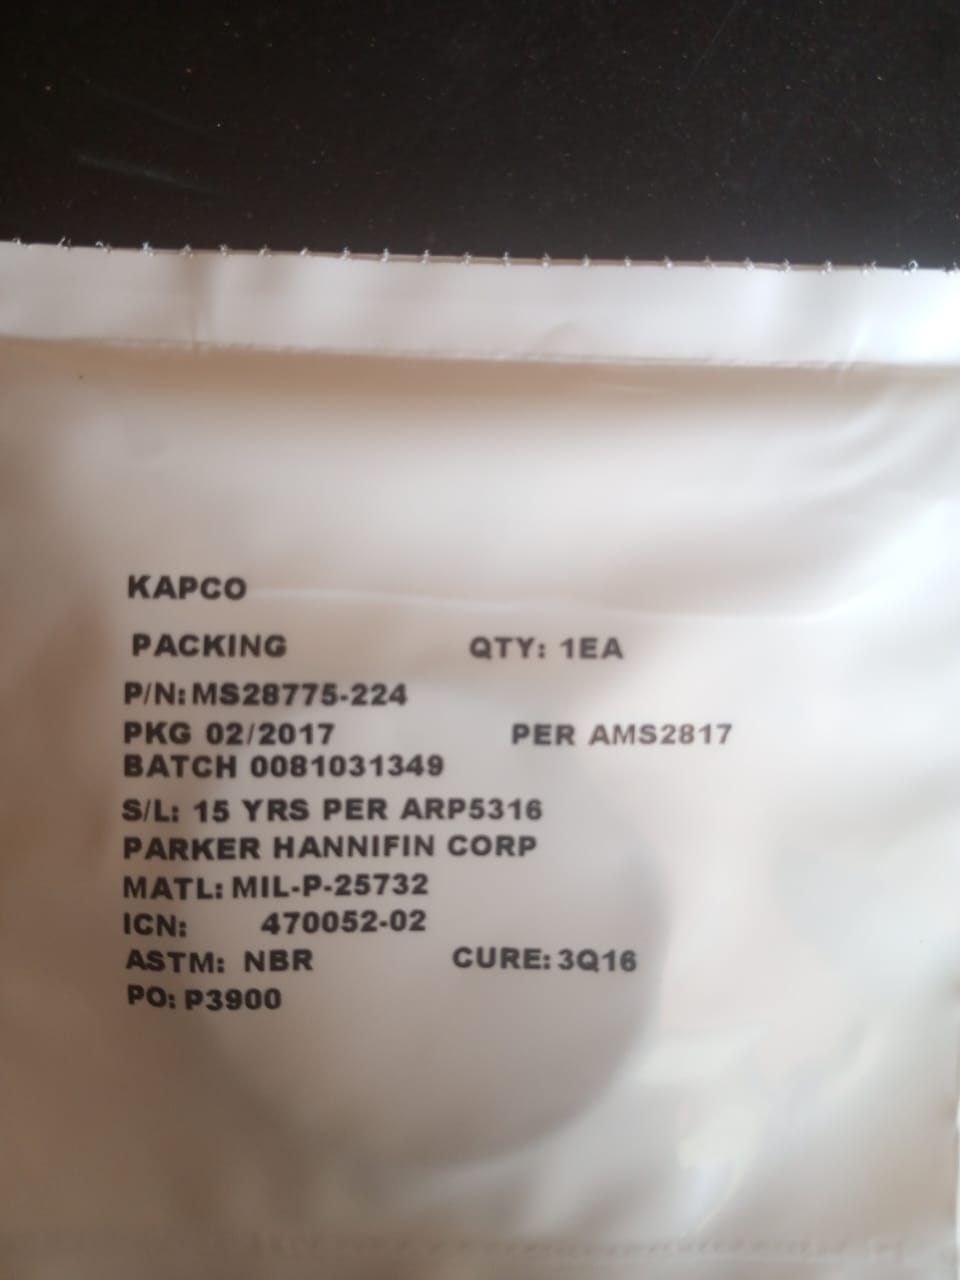 KAPCO
PACKING QTY: 1EA
P/N: MS28775-224
PKG 02/2017 PER AMS2817
BATCH 0081031349
S/L: 15 YRS PER ARP5316
PARKER HANNIFIN CORP
MATL: MIL-P-25732
ICN: 470052-02
ASTM: NBR CURE: 3Q16
PO: P3900